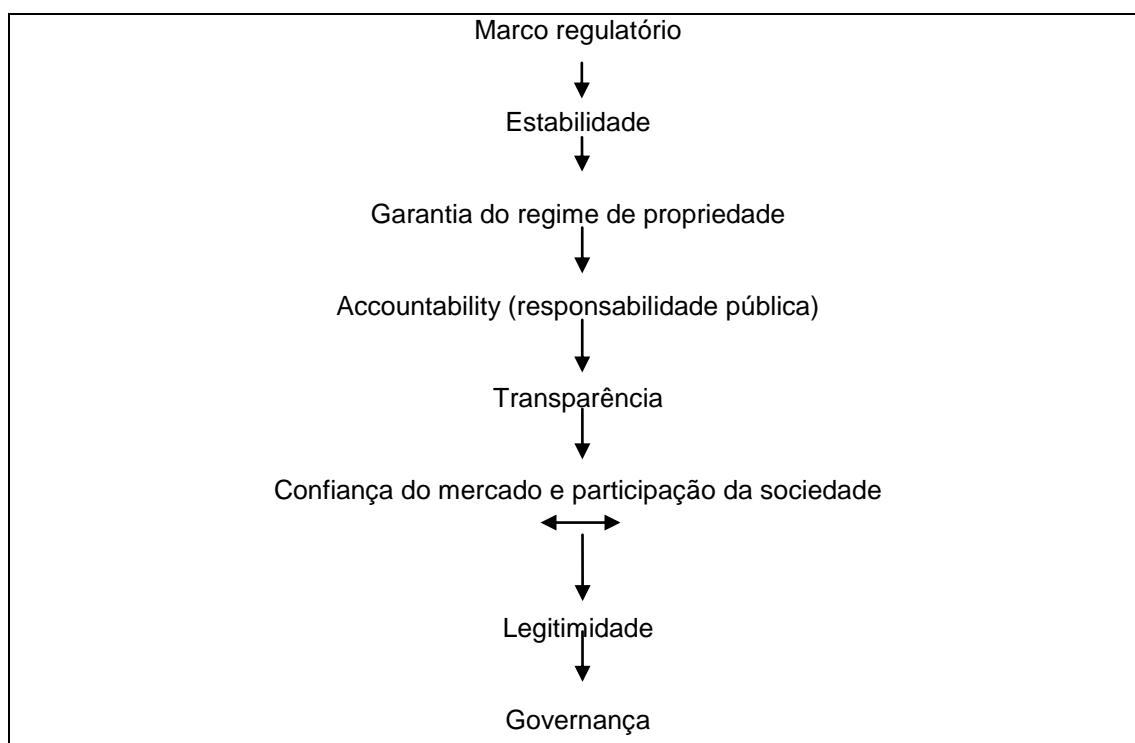 Marco regulatório
Estabilidade
Garantia do regime de propriedade
Accountability (responsabilidade pública)
Transparência
Confiança do mercado e participação da sociedade
Legitimidade
Governança